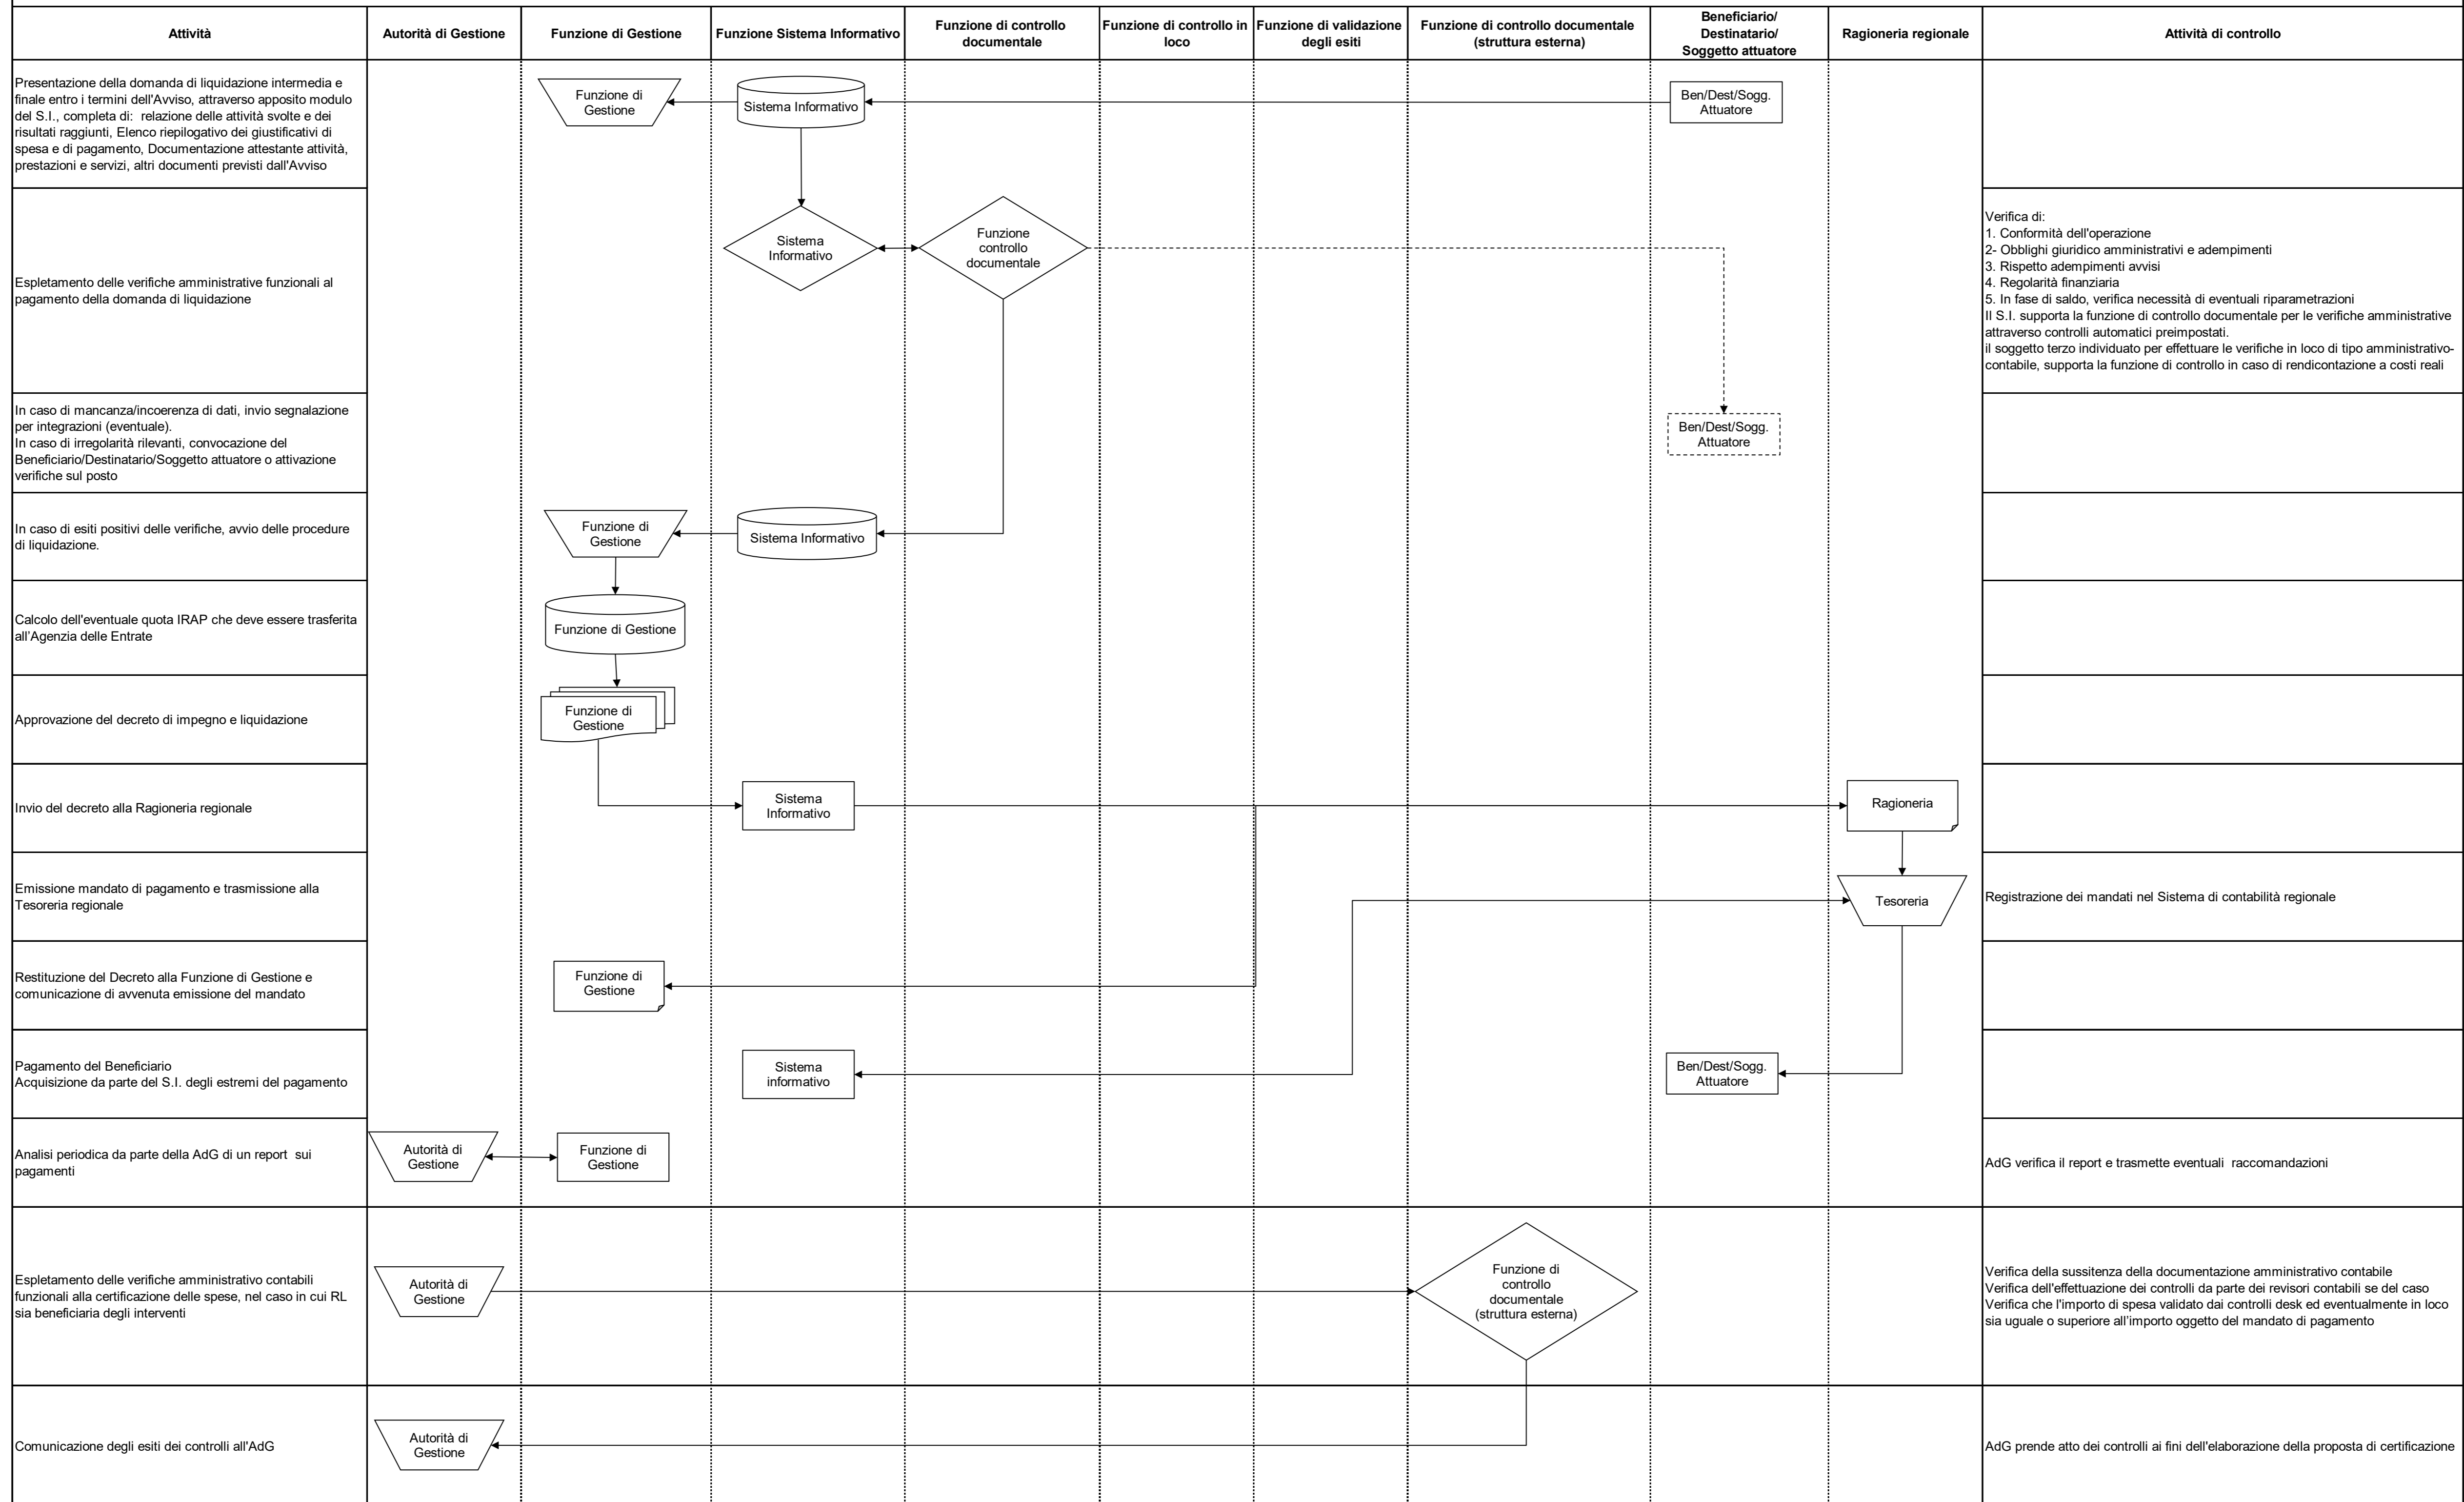 Attività
Autorità di Gestione
Funzione di Gestione
Funzione Sistema Informativo
Funzione di controllo
documentale
Funzione di controllo in
loco
Funzione di validazione
degli esiti
Funzione di controllo documentale
(struttura esterna)
Beneficiario/
Destinatario/
Soggetto attuatore
Ragioneria regionale
Attività di controllo
Presentazione della domanda di liquidazione intermedia e
finale entro i termini dell'Avviso, attraverso apposito modulo
del S.I., completa di:  relazione delle attività svolte e dei
risultati raggiunti, Elenco riepilogativo dei giustificativi di
spesa e di pagamento, Documentazione attestante attività,
prestazioni e servizi, altri documenti previsti dall'Avviso
Funzione di
Gestione
Sistema Informativo
Ben/Dest/Sogg.
Attuatore
Espletamento delle verifiche amministrative funzionali al
pagamento della domanda di liquidazione
Sistema
Informativo
Funzione
controllo
documentale
Verifica di:
1. Conformità dell'operazione
2- Obblighi giuridico amministrativi e adempimenti
3. Rispetto adempimenti avvisi
4. Regolarità finanziaria
5. In fase di saldo, verifica necessità di eventuali riparametrazioni
Il S.I. supporta la funzione di controllo documentale per le verifiche amministrative
attraverso controlli automatici preimpostati.
il soggetto terzo individuato per effettuare le verifiche in loco di tipo amministrativo-
contabile, supporta la funzione di controllo in caso di rendicontazione a costi reali
In caso di mancanza/incoerenza di dati, invio segnalazione
per integrazioni (eventuale).
In caso di irregolarità rilevanti, convocazione del
Beneficiario/Destinatario/Soggetto attuatore o attivazione
verifiche sul posto
Ben/Dest/Sogg.
Attuatore
In caso di esiti positivi delle verifiche, avvio delle procedure
di liquidazione.
Funzione di
Gestione
Sistema Informativo
Calcolo dell'eventuale quota IRAP che deve essere trasferita
all'Agenzia delle Entrate
Funzione di Gestione
Approvazione del decreto di impegno e liquidazione
Funzione di
Gestione
Invio del decreto alla Ragioneria regionale
Sistema
Informativo
Ragioneria
Emissione mandato di pagamento e trasmissione alla
Tesoreria regionale
Tesoreria
Registrazione dei mandati nel Sistema di contabilità regionale
Restituzione del Decreto alla Funzione di Gestione e
comunicazione di avvenuta emissione del mandato
Funzione di
Gestione
Pagamento del Beneficiario
Acquisizione da parte del S.I. degli estremi del pagamento
Sistema
informativo
Ben/Dest/Sogg.
Attuatore
Analisi periodica da parte della AdG di un report  sui
pagamenti
Autorità di
Gestione
Funzione di
Gestione
AdG verifica il report e trasmette eventuali  raccomandazioni
Espletamento delle verifiche amministrativo contabili
funzionali alla certificazione delle spese, nel caso in cui RL
sia beneficiaria degli interventi
Autorità di
Gestione
Funzione di
controllo
documentale
(struttura esterna)
Verifica della sussitenza della documentazione amministrativo contabile
Verifica dell'effettuazione dei controlli da parte dei revisori contabili se del caso
Verifica che l'importo di spesa validato dai controlli desk ed eventualmente in loco
sia uguale o superiore all'importo oggetto del mandato di pagamento
Comunicazione degli esiti dei controlli all'AdG
Autorità di
Gestione
AdG prende atto dei controlli ai fini dell'elaborazione della proposta di certificazione